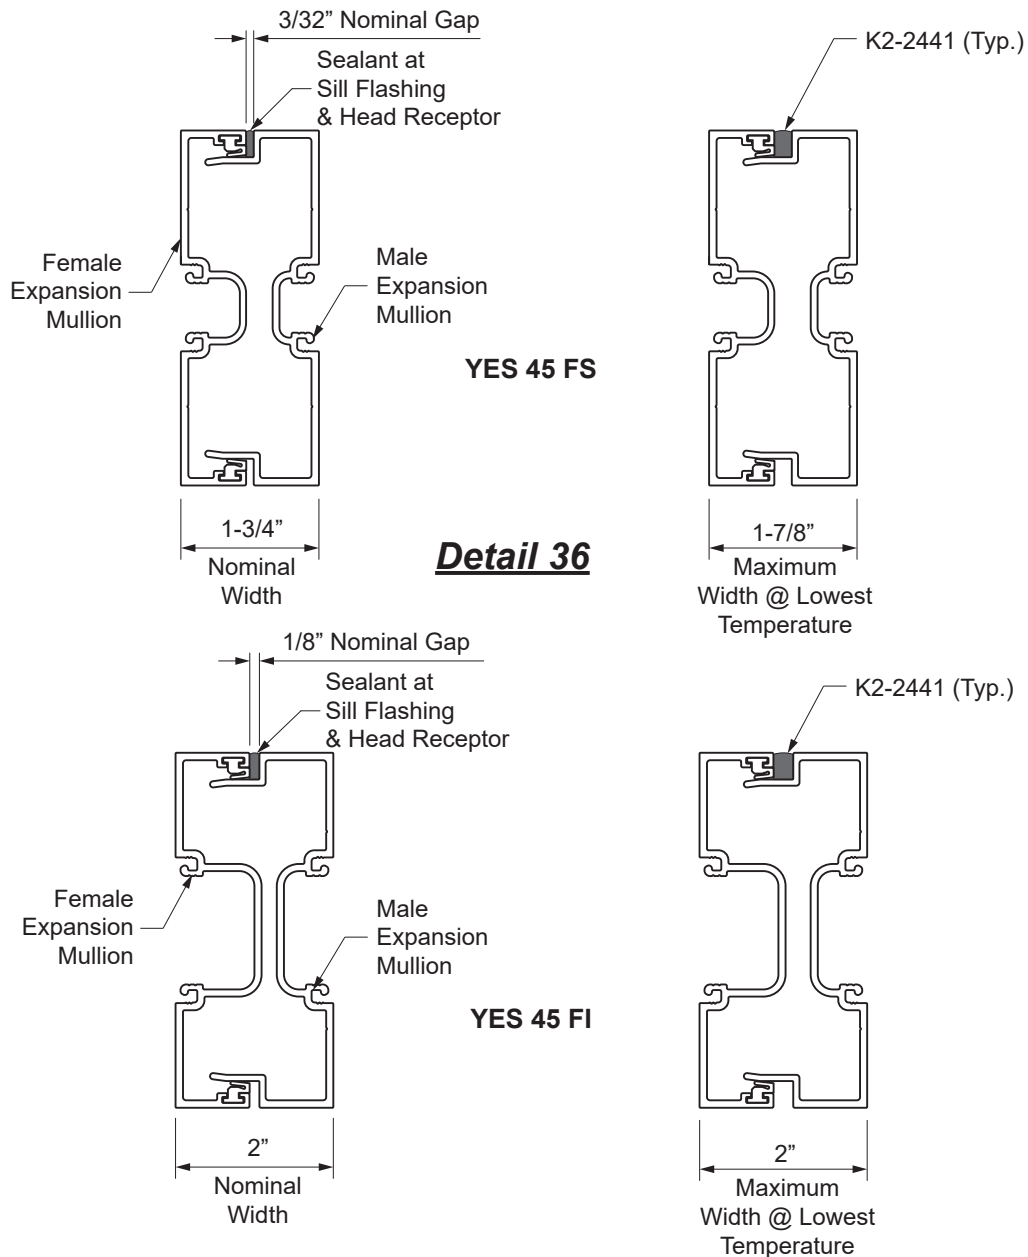 3/32” Nominal Gap
Sealant at
Sill Flashing
& Head Receptor
K2-2441 (Typ.)
Female
Expansion
Mullion
Male
Expansion
Mullion
YES 45 FS
1-3/4”
Nominal
Width
Detail 36
1-7/8”
Maximum
Width @ Lowest
Temperature
1/8” Nominal Gap
Sealant at
Sill Flashing
& Head Receptor
K2-2441 (Typ.)
Female
Expansion
Mullion
Male
Expansion
Mullion
YES 45 FI
2”
Nominal
Width
2”
Maximum
Width @ Lowest
Temperature